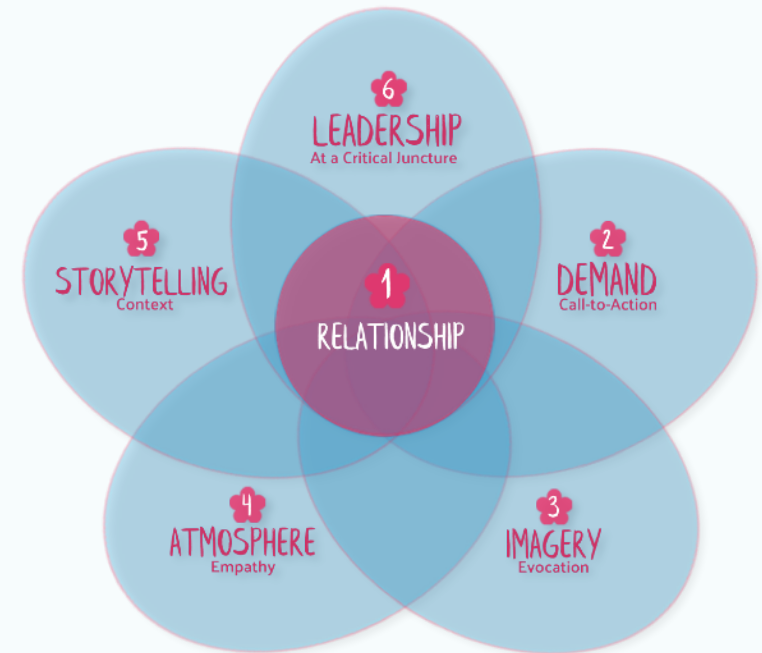 6
LEADERSHIP
At a Critical Juncture
5
STORYTELLING
Context
2
DEMAND
Call-to-Action
1
RELATIONSHIP
4
ATMOSPHERE
Empathy
3
IMAGERY
Evocation